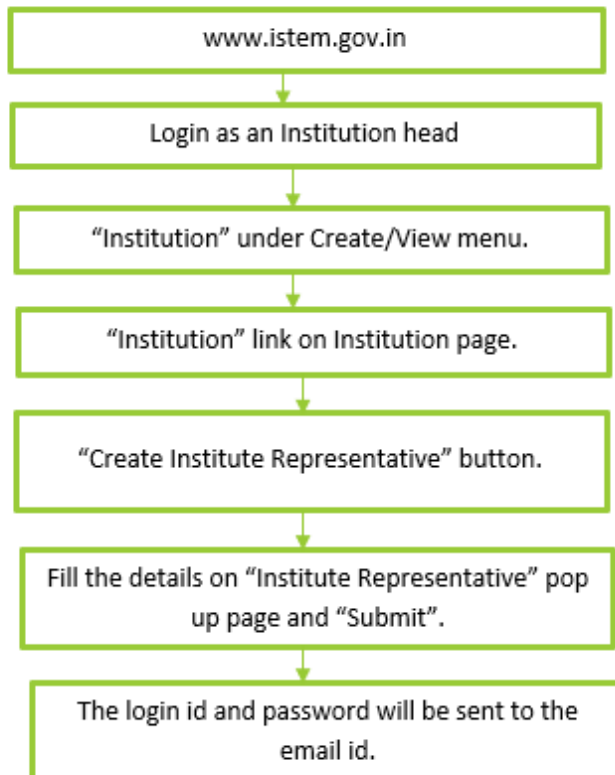 www.istem.gov.in
Login as an Institution head
“Institution” under Create/View menu.
“Institution” link on Institution page.
“Create Institute Representative” button.
Fill the details on “Institute Representative” pop
up page and “Submit”.
The login id and password will be sent to the
email id.